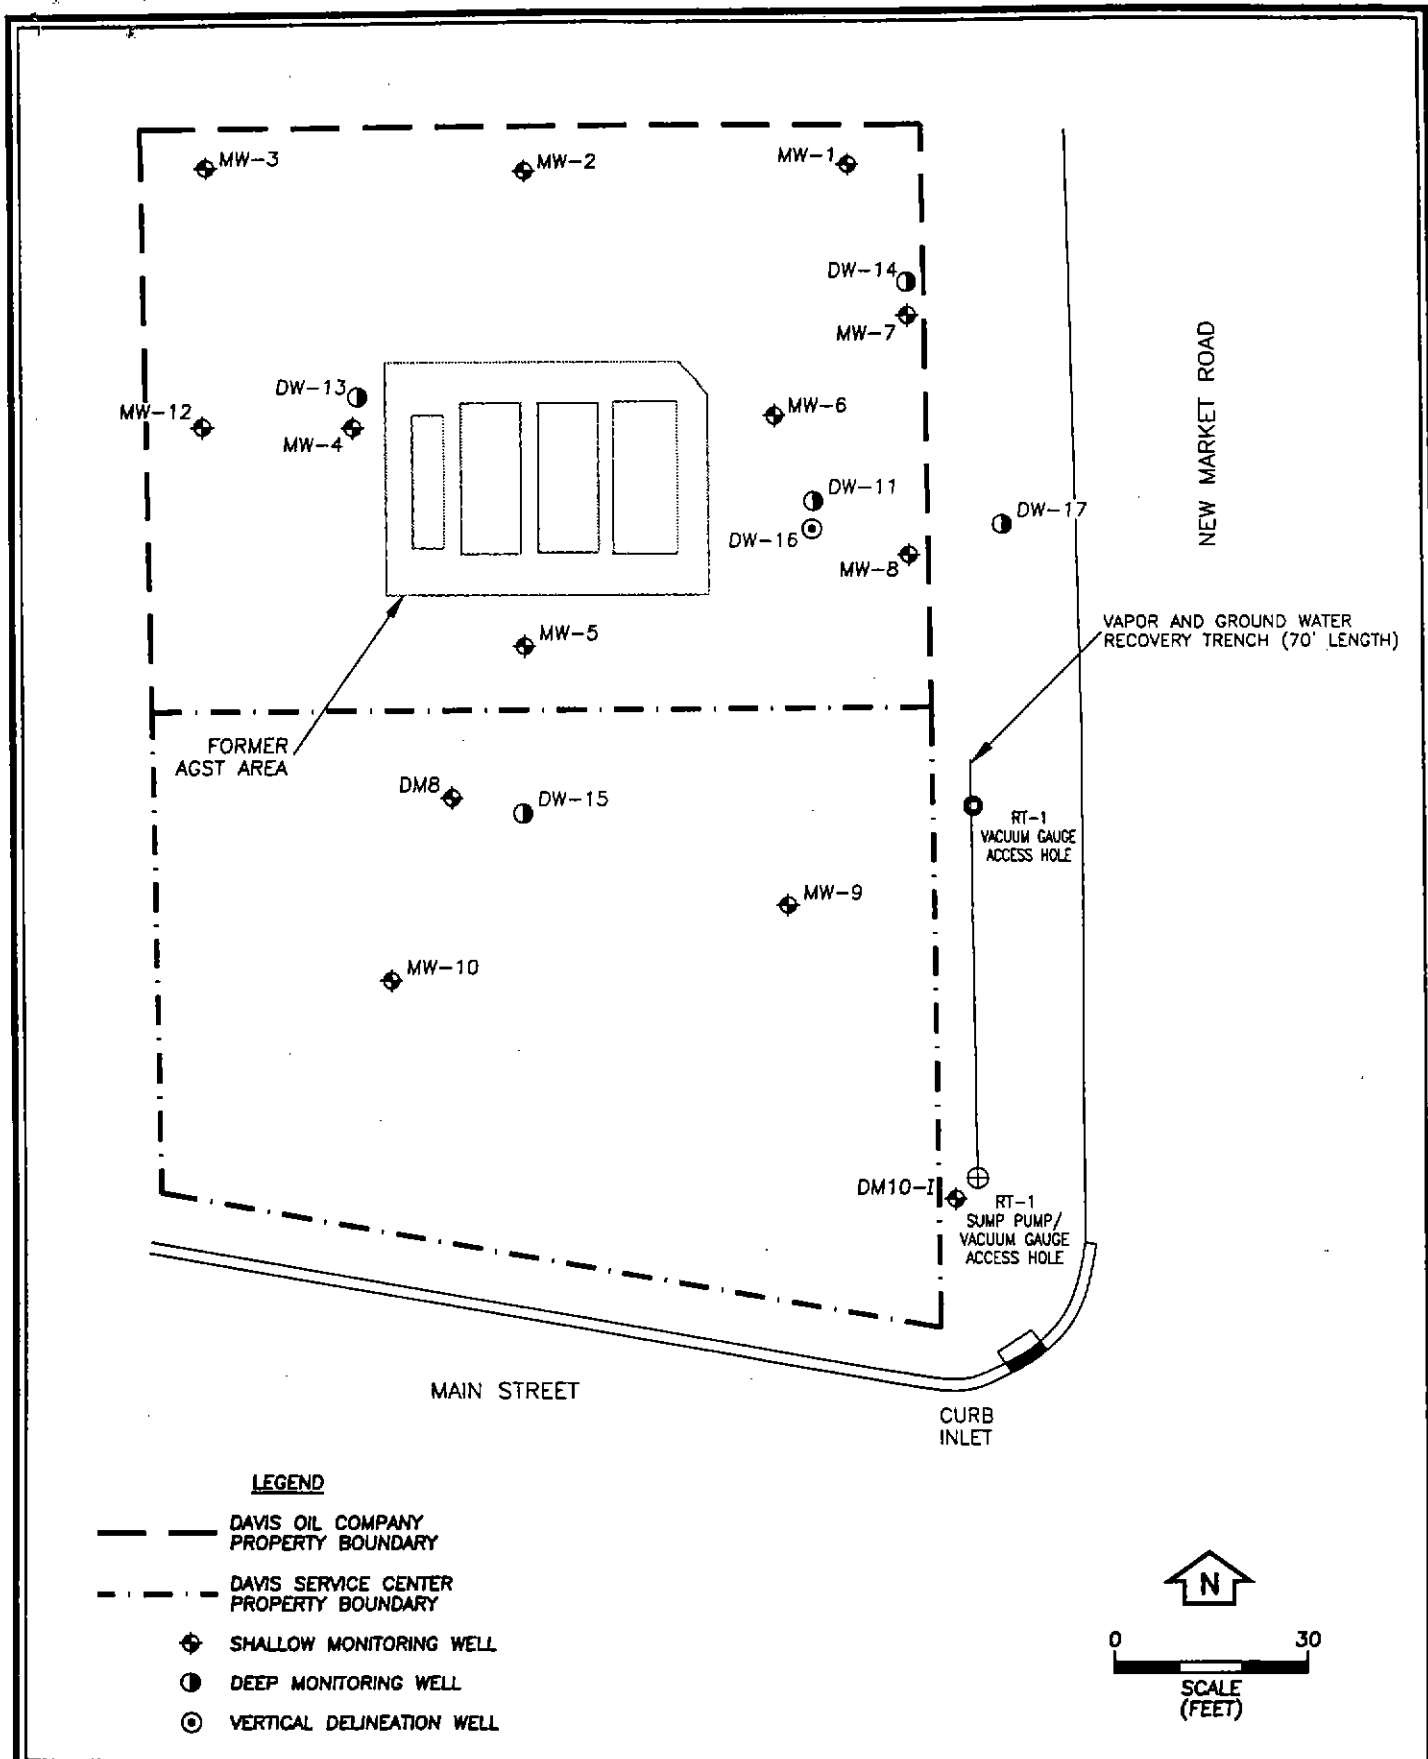 MW-3
MW-2
MW-1
DW-14
MW-7
NEW MARKET ROAD
DW-13
MW-12
MW-4
MW-6
DW-11
DW-17
DW-16
MW-8
MW-5
VAPOR AND GROUND WATER
RECOVERY TRENCH (70' LENGTH)
FORMER
AGST AREA
DM8
DW-15
RT-1
VACUUM GAUGE
ACCESS HOLE
MW-9
MW-10
DM10-I
RT-1
SUMP PUMP/
VACUUM GAUGE
ACCESS HOLE
MAIN STREET
CURB
INLET
LEGEND
DAVIS OIL COMPANY
PROPERTY BOUNDARY
DAVIS SERVICE CENTER
PROPERTY BOUNDARY
SHALLOW MONITORING WELL
DEEP MONITORING WELL
VERTICAL DELINEATION WELL
N
0 30
SCALE
(FEET)